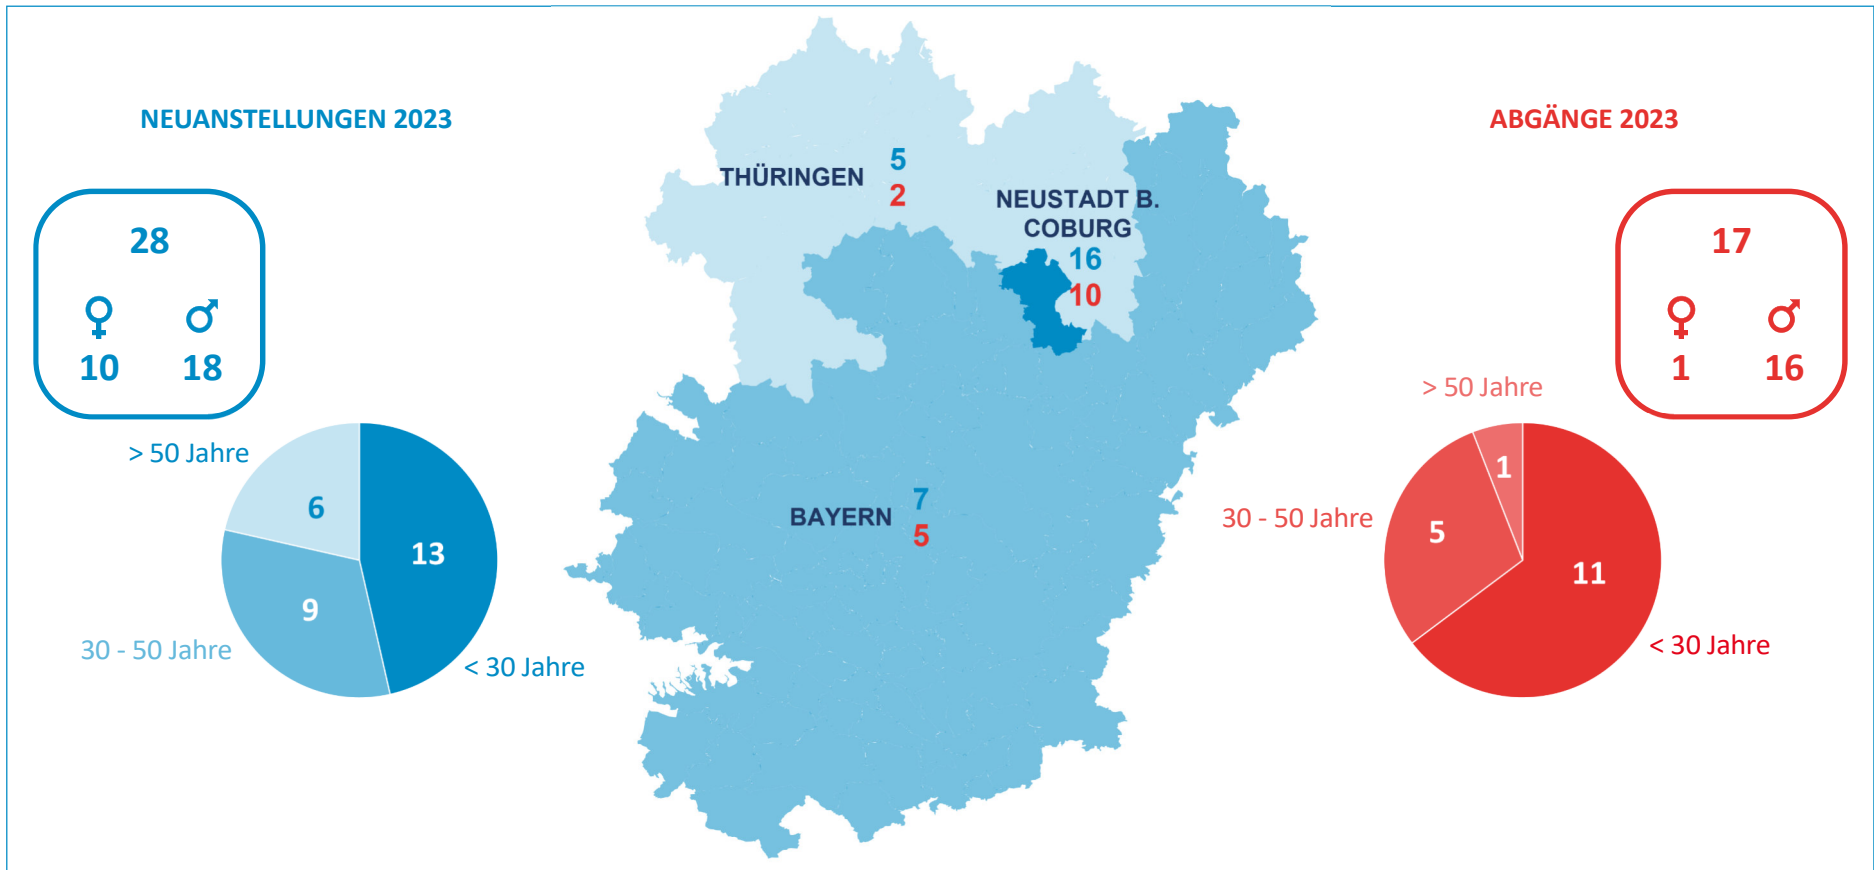 NEUANSTELLUNGEN 2023
28
♀ ♂
10 18
> 50 Jahre
6
13
9
30 - 50 Jahre
< 30 Jahre
THÜRINGEN
5
2
NEUSTADT B.
COBURG
16
10
BAYERN
7
5
ABGÄNGE 2023
17
♀ ♂
1 16
> 50 Jahre
1
30 - 50 Jahre
5
11
< 30 Jahre